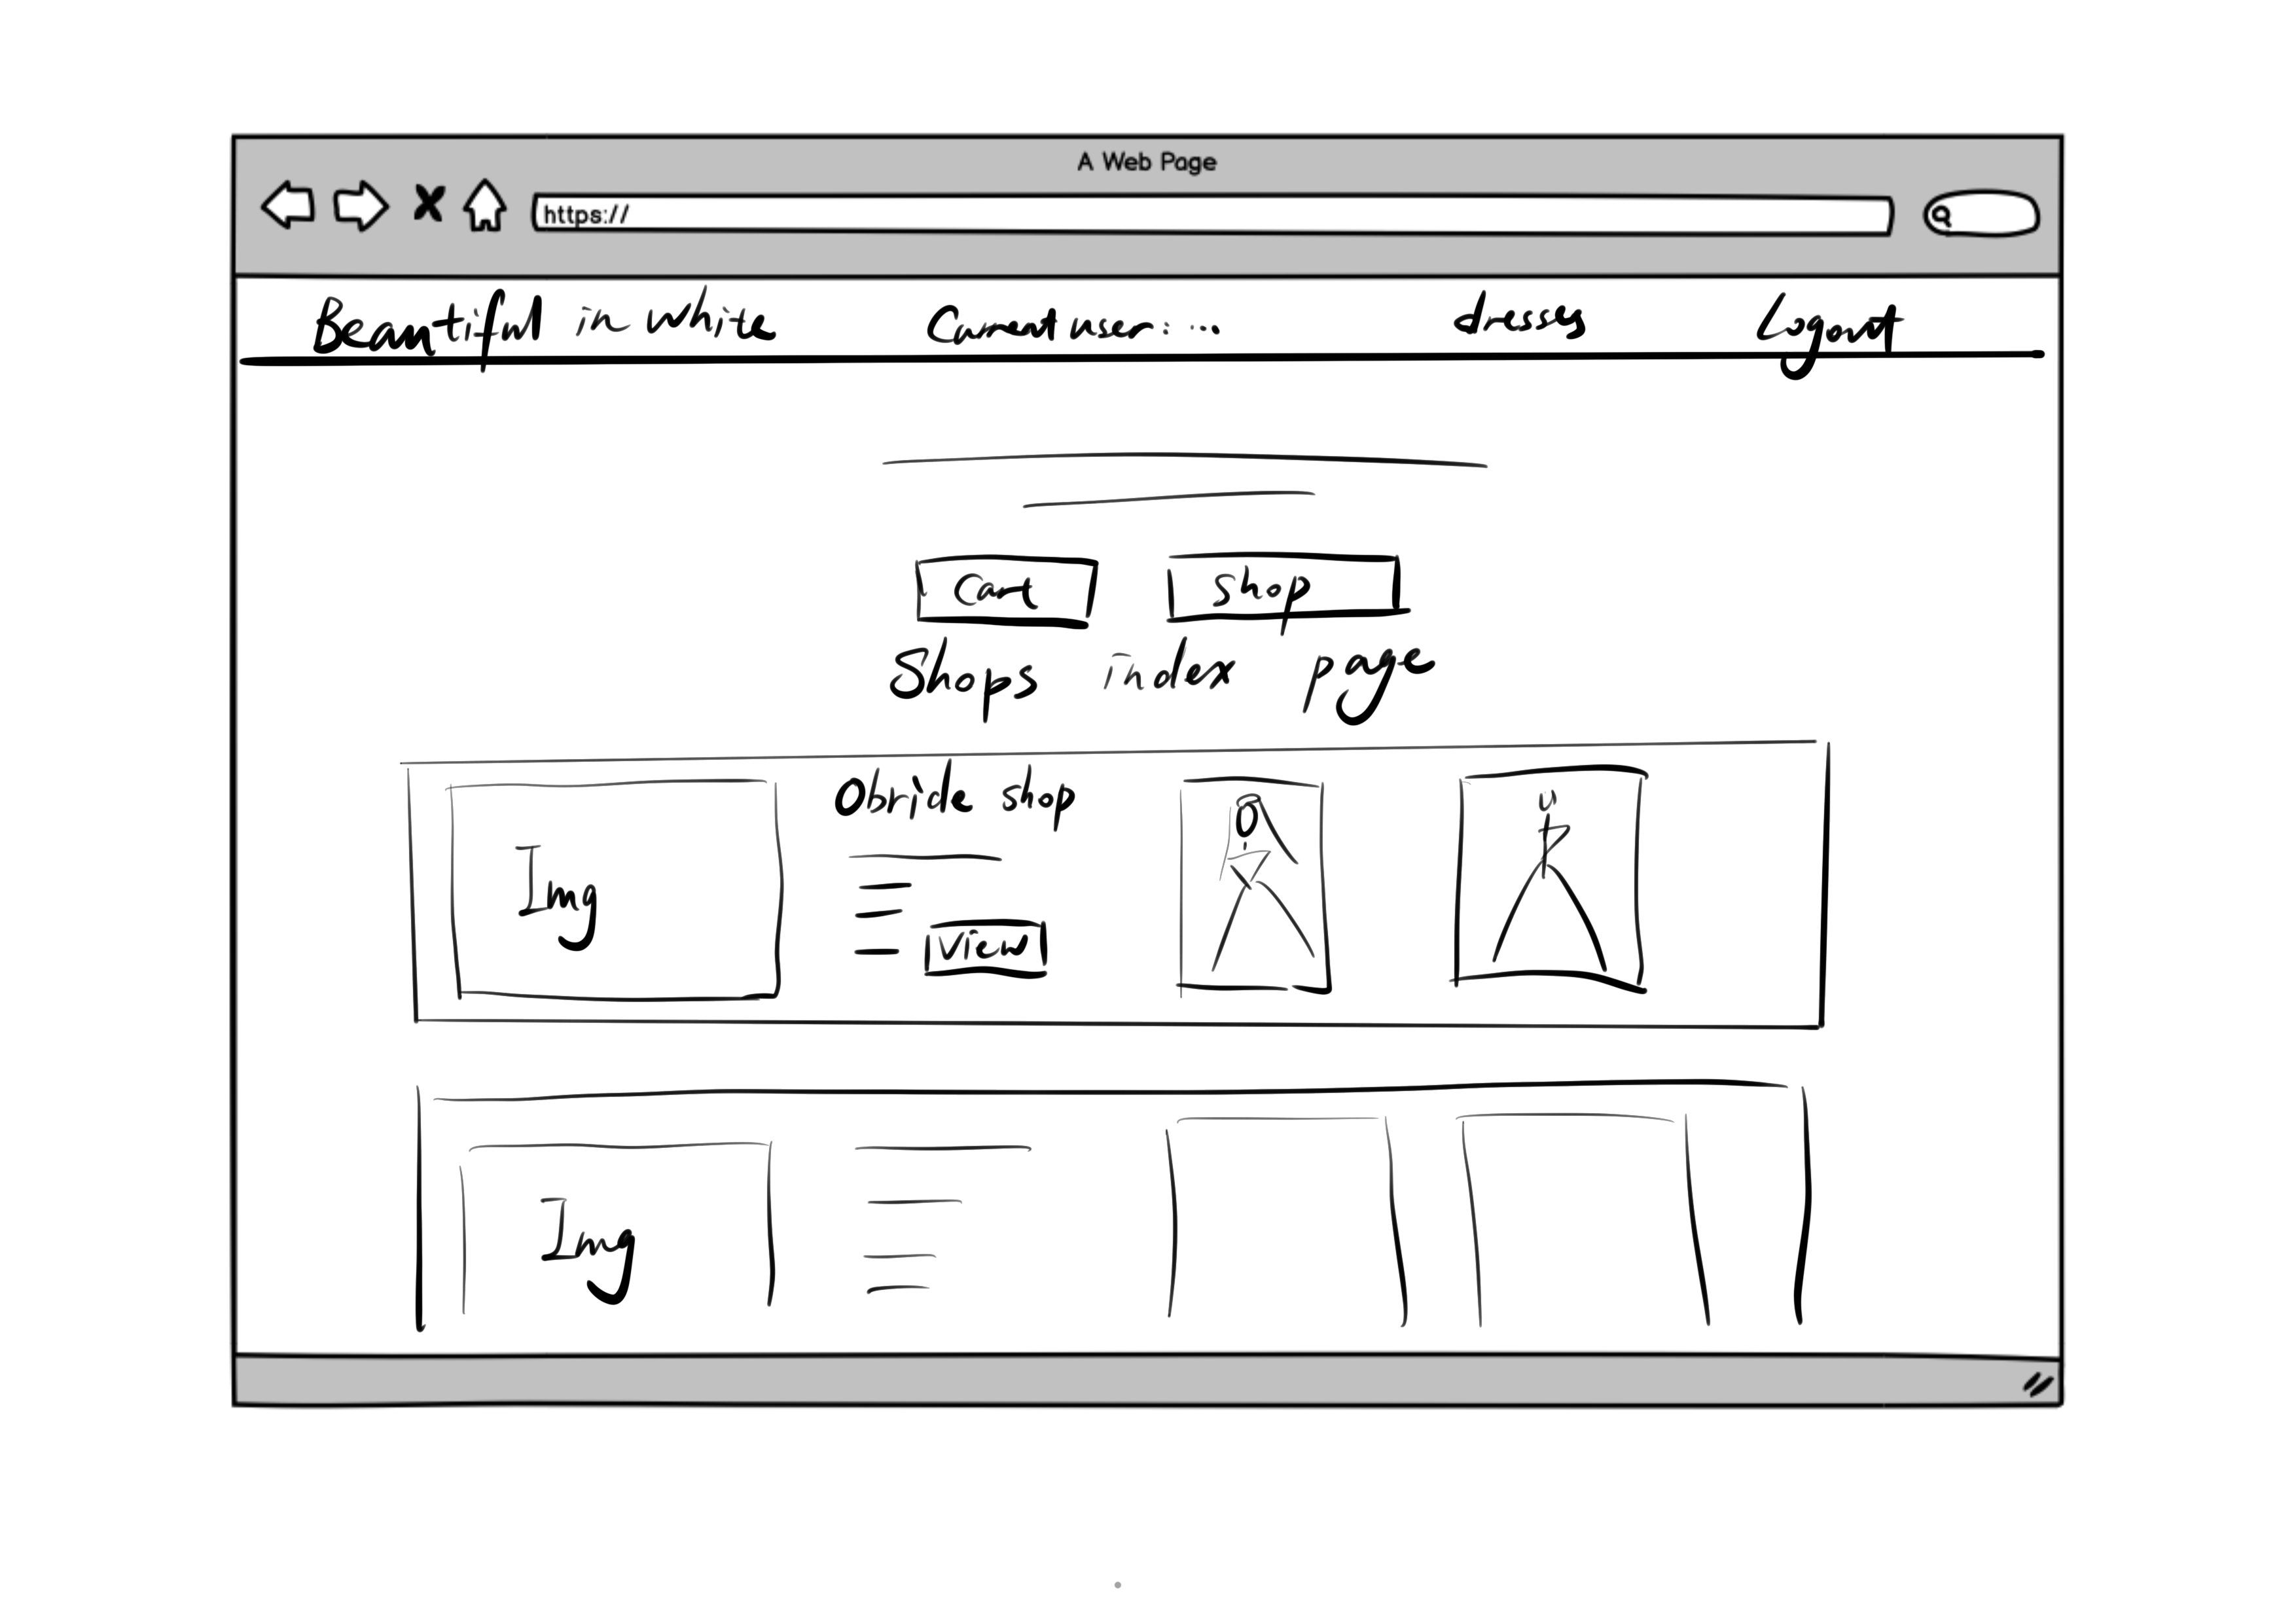 A Web Page
https://
Beautiful in white Current user: ... dresses Logout
Cart Shop
Shops index page
Obride shop
Img
View
Img